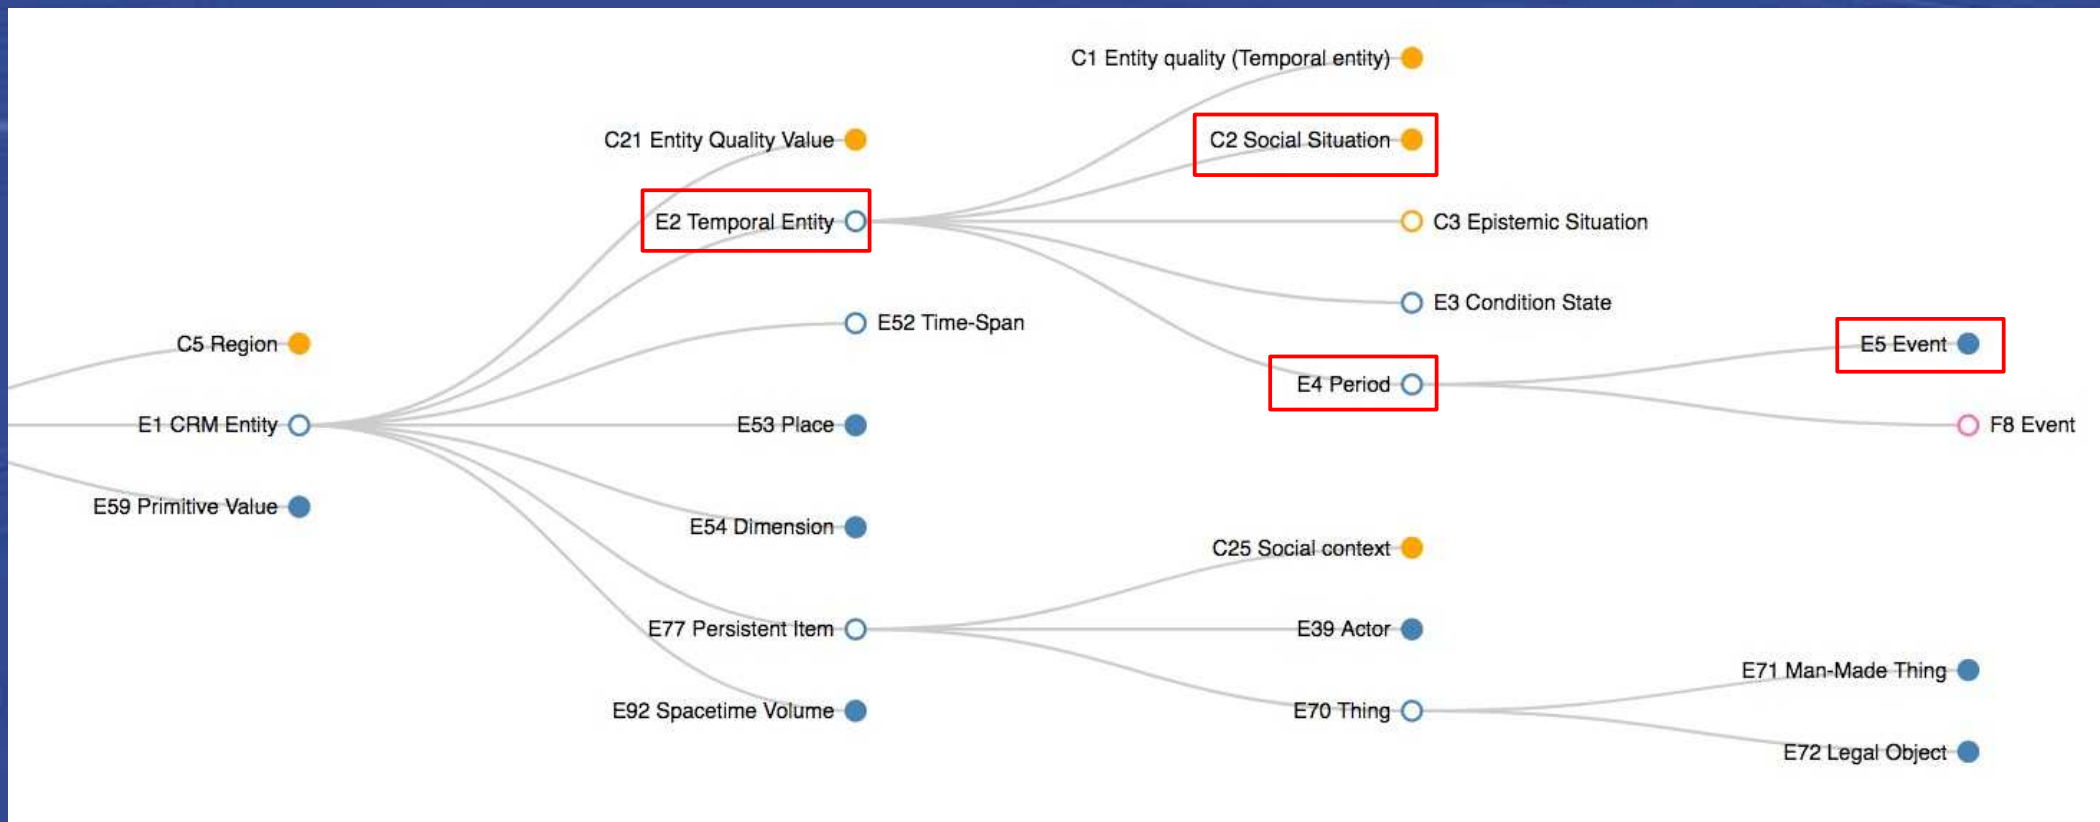 C1 Entity quality (Temporal entity)
C21 Entity Quality Value
C2 Social Situation
E2 Temporal Entity
C3 Epistemic Situation
E3 Condition State
E52 Time-Span
C5 Region
E5 Event
E4 Period
E1 CRM Entity
E53 Place
F8 Event
E59 Primitive Value
E54 Dimension
C25 Social context
E77 Persistent Item
E39 Actor
E71 Man-Made Thing
E92 Spacetime Volume
E70 Thing
E72 Legal Object